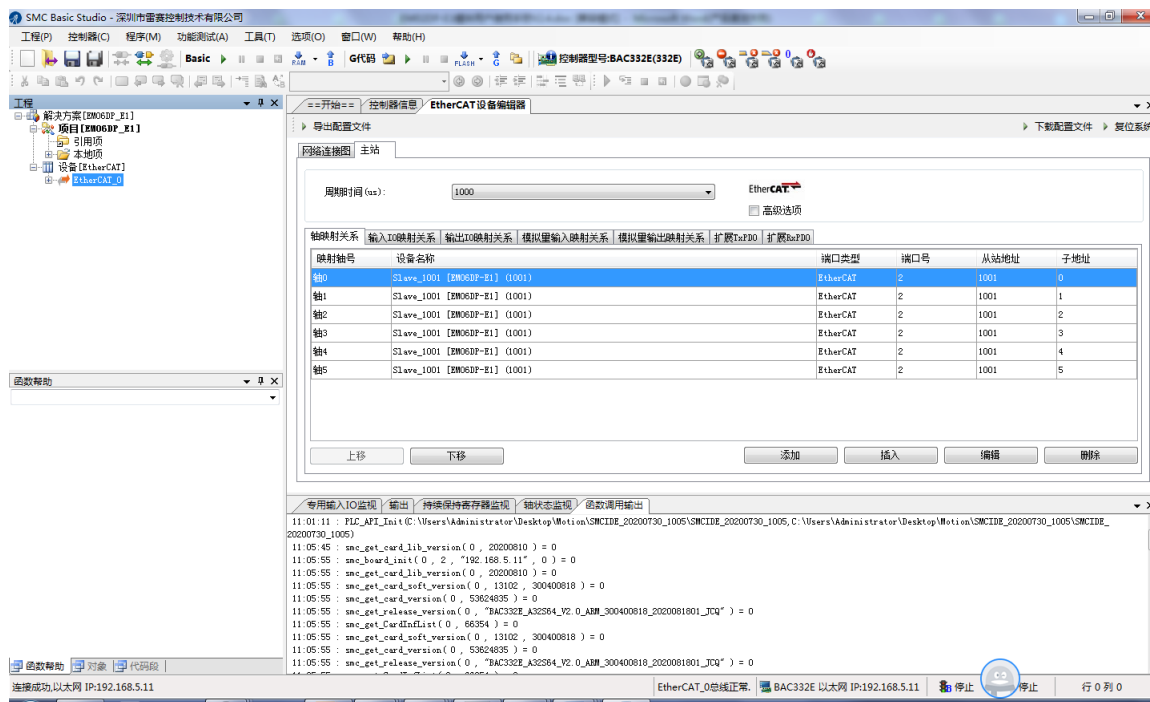 SMC Basic Studio - 深圳市雷赛控制技术有限公司
工程(P) 控制器(C) 程序(M) 功能测试(A) 工具(T) 选项(O) 窗口(W) 帮助(H)
Basic RAM B G代码 FLASH G 控制器型号:BAC332E(332E)
工程
==开始== 控制器信息 EtherCAT设备编辑器
解决方案[EM06DP_E1]
项目[EM06DP_E1]
引用项
本地项
设备[EtherCAT]
EtherCAT_0
导出配置文件 下载配置文件 复位系统
网络连接图 主站
周期时间(us): 1000
EtherCAT
高级选项
轴映射关系 输入IO映射关系 输出IO映射关系 模拟量输入映射关系 模拟量输出映射关系 扩展TxPDO 扩展RxPDO
映射轴号 设备名称 端口类型 端口号 从站地址 子地址
轴0 Slave_1001 [EM06DP-E1] (1001) EtherCAT 2 1001 0
轴1 Slave_1001 [EM06DP-E1] (1001) EtherCAT 2 1001 1
轴2 Slave_1001 [EM06DP-E1] (1001) EtherCAT 2 1001 2
轴3 Slave_1001 [EM06DP-E1] (1001) EtherCAT 2 1001 3
轴4 Slave_1001 [EM06DP-E1] (1001) EtherCAT 2 1001 4
轴5 Slave_1001 [EM06DP-E1] (1001) EtherCAT 2 1001 5
上移 下移 添加 插入 编辑 删除
函数帮助
专用输入IO监视 输出 持续保持寄存器监视 轴状态监视 函数调用输出
11:01:11 : PLC_API_Init(C:\Users\Administrator\Desktop\Motion\SMCIDE_20200730_1005\SMCIDE_20200730_1005,C:\Users\Administrator\Desktop\Motion\SMCIDE_20200730_1005\SMCIDE_
20200730_1005)
11:05:45 : smc_get_card_lib_version( 0 , 20200810 ) = 0
11:05:55 : smc_board_init( 0 , 2 , "192.168.5.11" , 0 ) = 0
11:05:55 : smc_get_card_lib_version( 0 , 20200810 ) = 0
11:05:55 : smc_get_card_soft_version( 0 , 13102 , 300400818 ) = 0
11:05:55 : smc_get_card_version( 0 , 53624835 ) = 0
11:05:55 : smc_get_release_version( 0 , "BAC332E_A32S64_V2.0_ARM_300400818_2020081801_JCQ" ) = 0
11:05:55 : smc_get_CardInfList( 0 , 66354 ) = 0
11:05:55 : smc_get_card_soft_version( 0 , 13102 , 300400818 ) = 0
11:05:55 : smc_get_card_version( 0 , 53624835 ) = 0
11:05:55 : smc_get_release_version( 0 , "BAC332E_A32S64_V2.0_ARM_300400818_2020081801_JCQ" ) = 0
函数帮助 对象 代码段
连接成功,以太网 IP:192.168.5.11 EtherCAT_0总线正常. BAC332E 以太网 IP:192.168.5.11 停止 停止 行 0 列 0